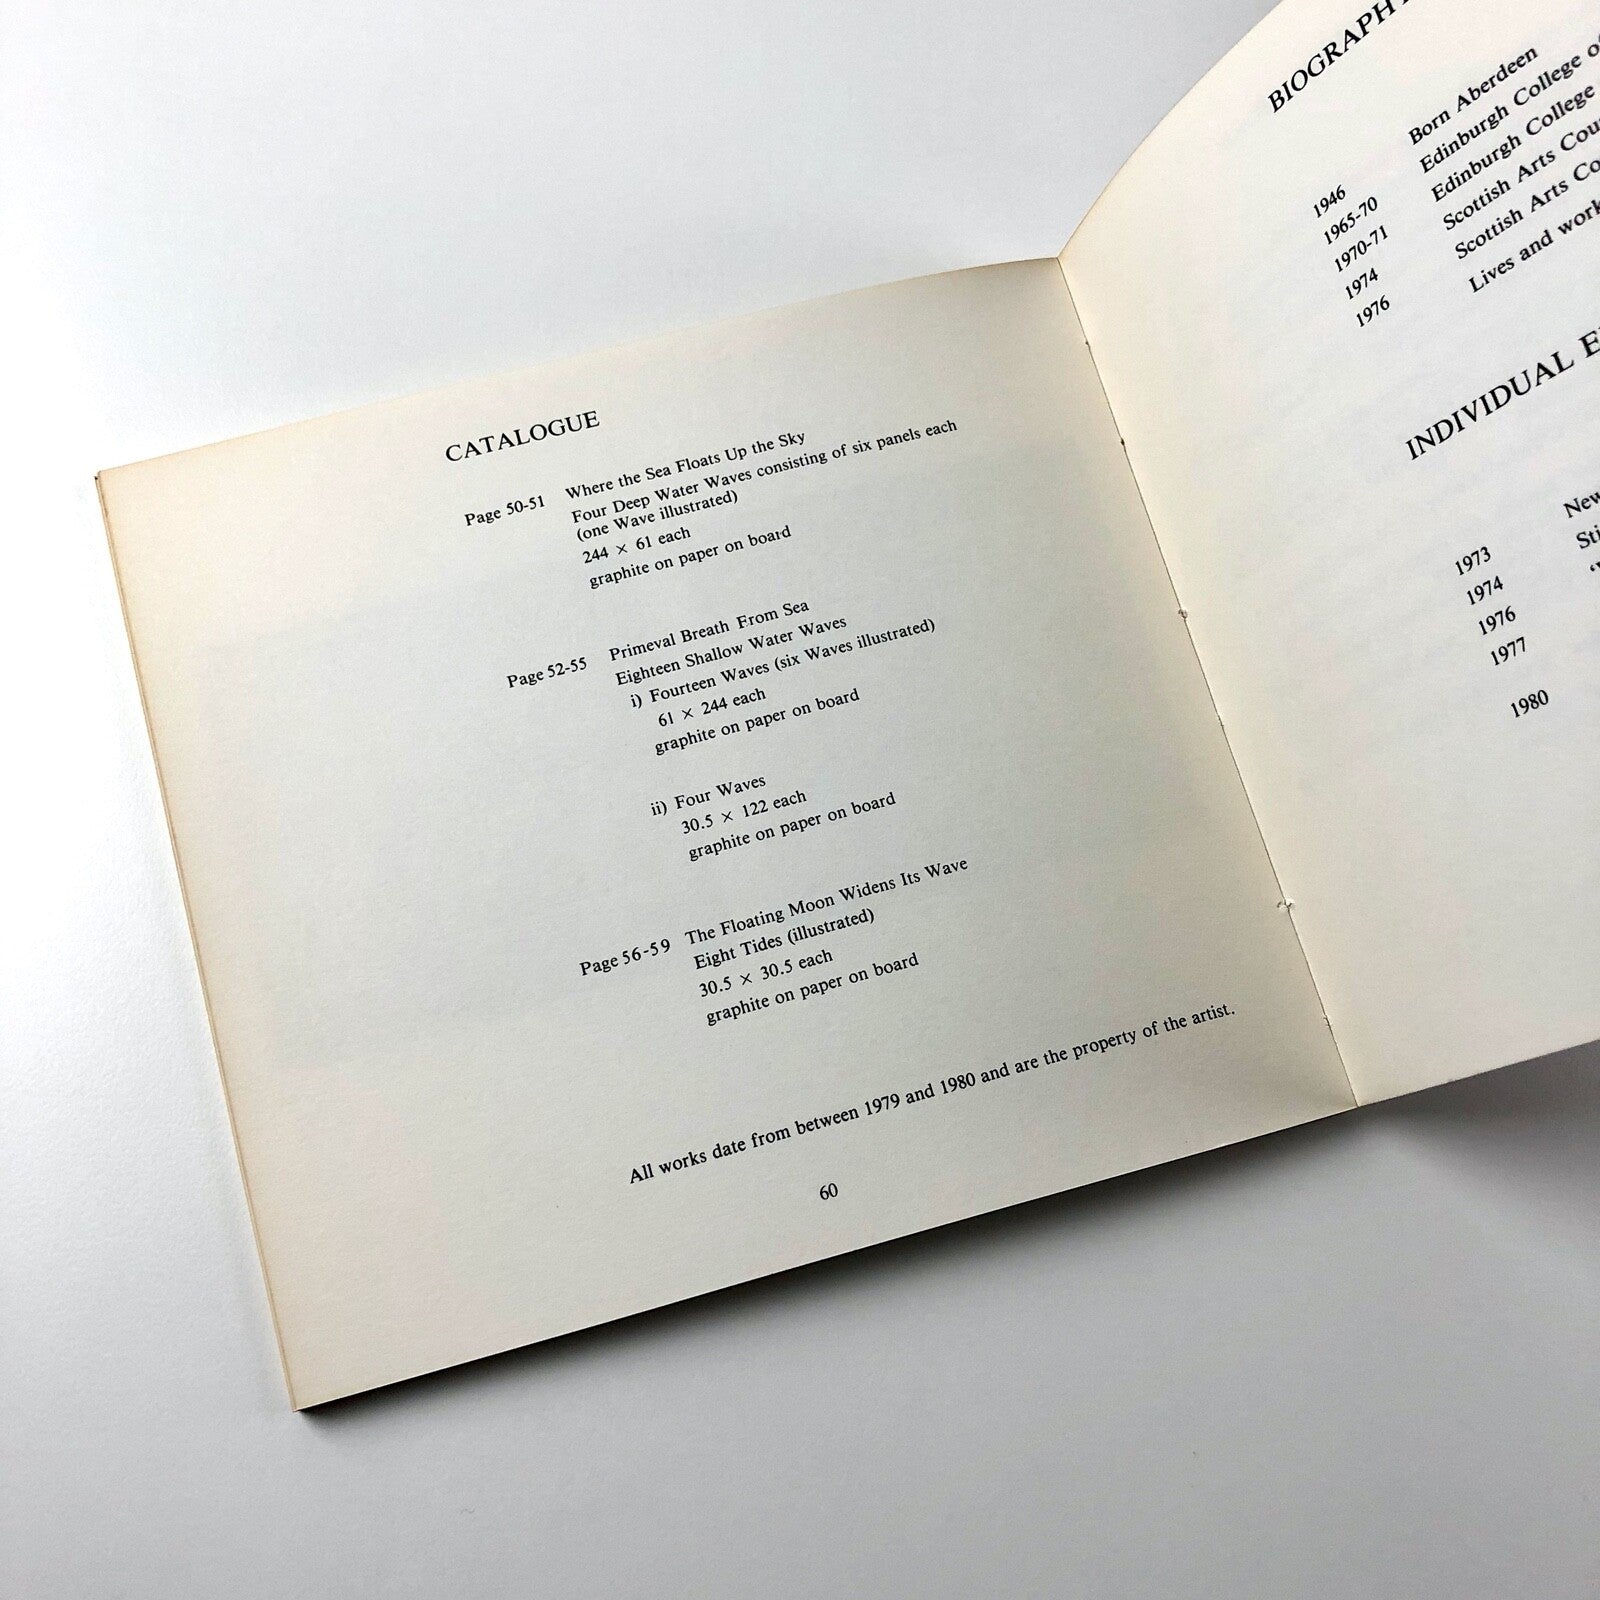 CATALOGUE
Page 50-51 Where the Sea Floats Up the Sky
Four Deep Water Waves consisting of six panels each
(one Wave illustrated)
244 × 61 each
graphite on paper on board
Page 52-55 Primeval Breath From Sea
Eighteen Shallow Water Waves
i) Fourteen Waves (six Waves illustrated)
61 × 244 each
graphite on paper on board
ii) Four Waves
30.5 × 122 each
graphite on paper on board
Page 56-59 The Floating Moon Widens Its Wave
Eight Tides (illustrated)
30.5 × 30.5 each
graphite on paper on board
All works date from between 1979 and 1980 and are the property of the artist.
60
BIOGRAPHY
1946 Born Aberdeen
1965-70 Edinburgh College of
1970-71 Edinburgh College
1974 Scottish Arts
1976 Scottish Arts
Lives and
INDIVIDUAL
1973
1974
1976
1977
1980